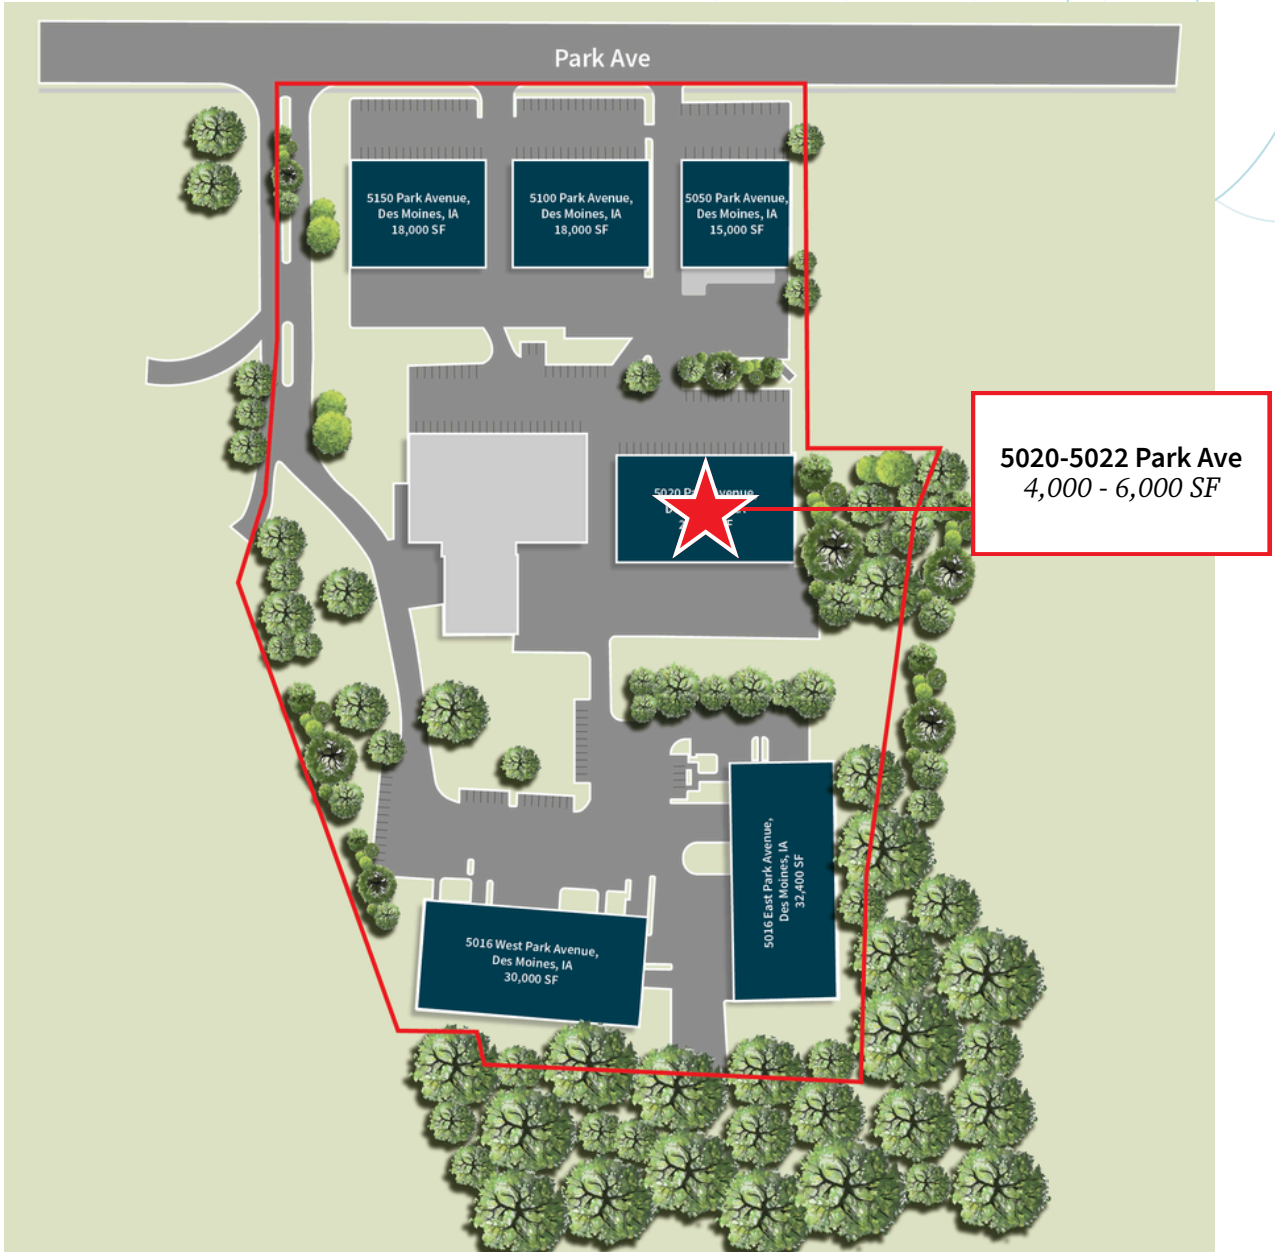 Park Ave
5150 Park Avenue,
Des Moines, IA
18,000 SF
5100 Park Avenue,
Des Moines, IA
18,000 SF
5050 Park Avenue,
Des Moines, IA
15,000 SF
5020-5022 Park Ave
4,000 - 6,000 SF
5020
5016 East Park Avenue,
Des Moines, IA
32,400 SF
5016 West Park Avenue,
Des Moines, IA
30,000 SF